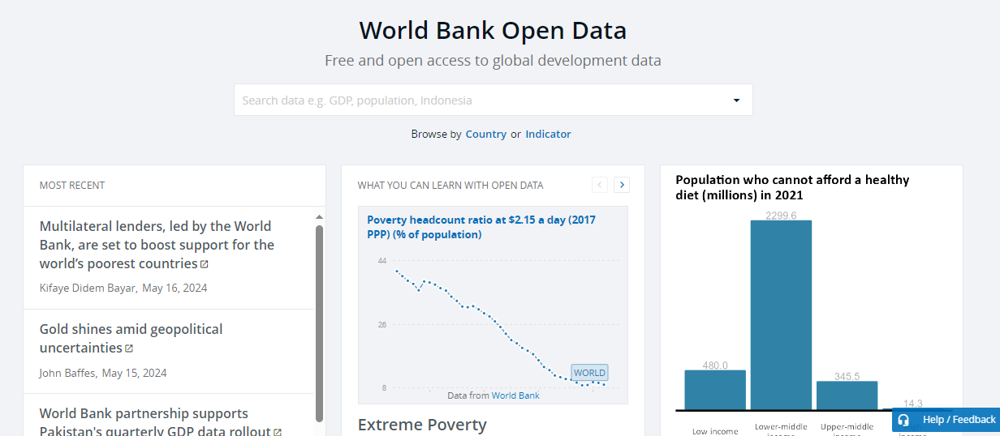 World Bank Open Data
Free and open access to global development data
Search data e.g. GDP, population, Indonesia
Browse by Country or Indicator
MOST RECENT
Multilateral lenders, led by the World
Bank, are set to boost support for the
world’s poorest countries
Kifaye Didem Bayar, May 16, 2024
Gold shines amid geopolitical
uncertainties
John Baffes, May 15, 2024
World Bank partnership supports
Pakistan's quarterly GDP data rollout
WHAT YOU CAN LEARN WITH OPEN DATA
Poverty headcount ratio at $2.15 a day (2017
PPP) (% of population)
44
26
8
WORLD
Data from World Bank
Extreme Poverty
Population who cannot afford a healthy
diet (millions) in 2021
2299.6
480.0
345.5
14.3
Low income
Lower-middle
income
Upper-middle
income
Help / Feedback